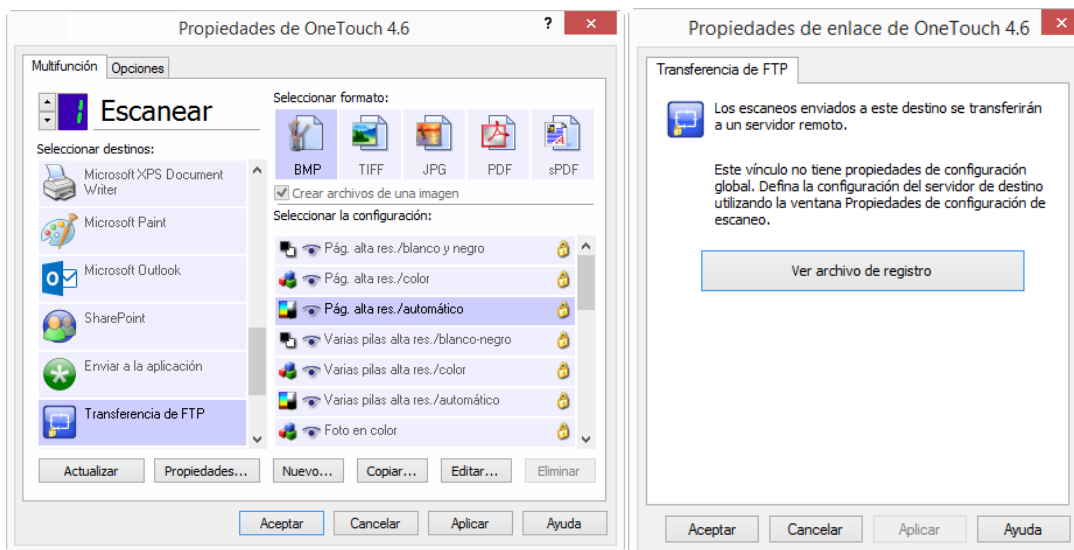 Propiedades de OneTouch 4.6
?
×
Multifunción
Opciones
1
Escanear
Seleccionar destinos:
Microsoft XPS Document
Writer
Microsoft Paint
Microsoft Outlook
SharePoint
Enviar a la aplicación
Transferencia de FTP
Seleccionar formato:
BMP
TIFF
JPG
PDF
sPDF
Crear archivos de una imagen
Seleccionar la configuración:
Pág. alta res./blanco y negro
Pág. alta res./color
Pág. alta res./automático
Varias pilas alta res./blanco-negro
Varias pilas alta res./color
Varias pilas alta res./automático
Foto en color
Actualizar
Propiedades...
Nuevo...
Copiar...
Editar...
Eliminar
Aceptar
Cancelar
Aplicar
Ayuda
Propiedades de enlace de OneTouch 4.6
×
Transferencia de FTP
Los escaneos enviados a este destino se transferirán
a un servidor remoto.
Este vínculo no tiene propiedades de configuración
global. Defina la configuración del servidor de destino
utilizando la ventana Propiedades de configuración de
escaneo.
Ver archivo de registro
Aceptar
Cancelar
Aplicar
Ayuda